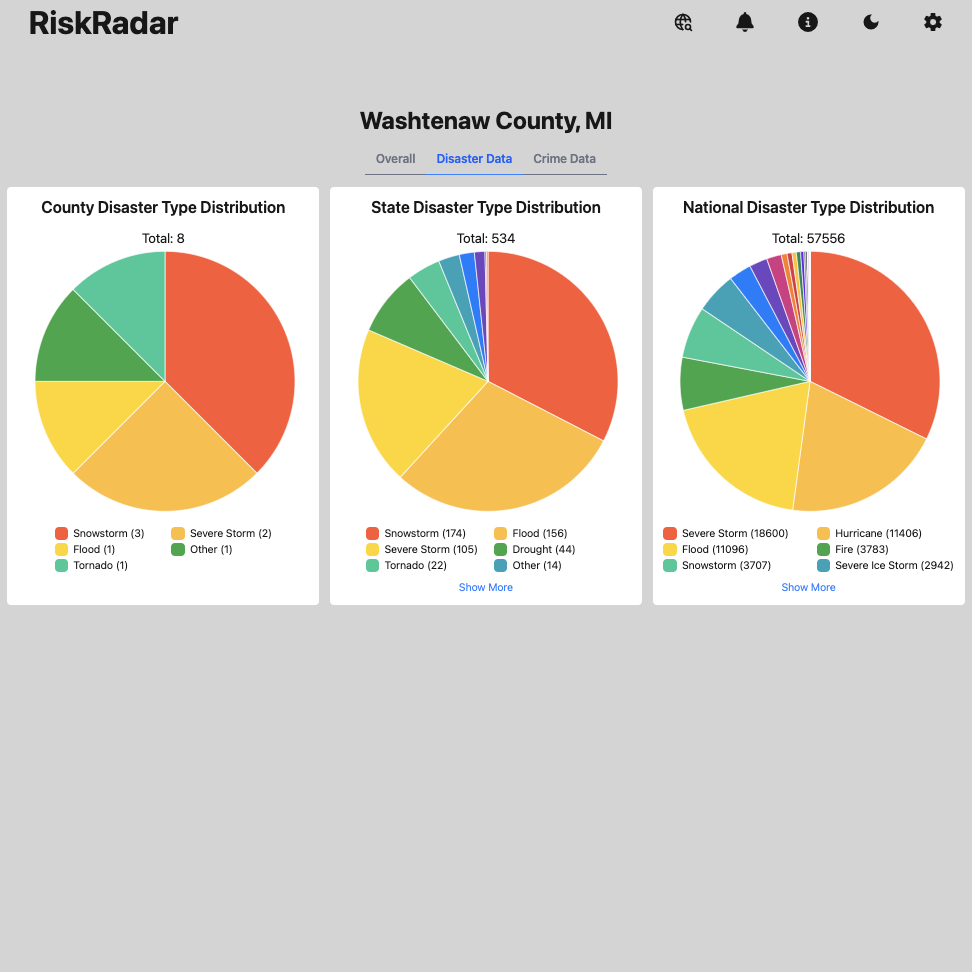 RiskRadar
Washtenaw County, MI
Overall Disaster Data Crime Data
County Disaster Type Distribution
Total: 8
Snowstorm (3) Severe Storm (2)
Flood (1) Other (1)
Tornado (1)
State Disaster Type Distribution
Total: 534
Snowstorm (174) Flood (156)
Severe Storm (105) Drought (44)
Tornado (22) Other (14)
Show More
National Disaster Type Distribution
Total: 57556
Severe Storm (18600) Hurricane (11406)
Flood (11096) Fire (3783)
Snowstorm (3707) Severe Ice Storm (2942)
Show More